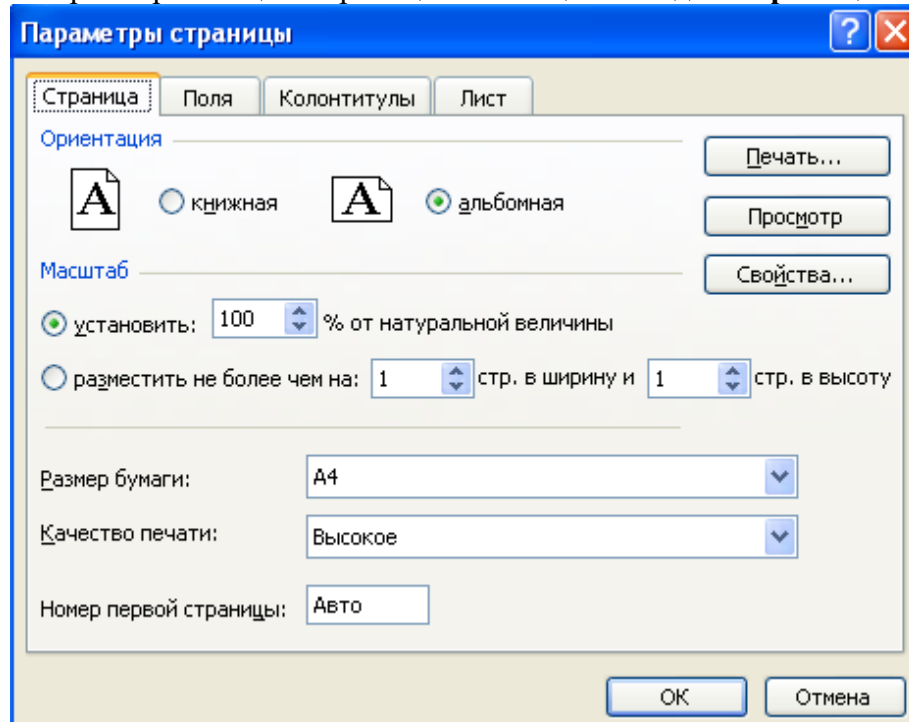 Параметры страницы
Страница Поля Колонтитулы Лист
Ориентация
Печать...
A книжная A альбомная
Просмотр
Масштаб
Свойства...
установить: 100 % от натуральной величины
разместить не более чем на: 1 стр. в ширину и 1 стр. в высоту
Размер бумаги: A4
Качество печати: Высокое
Номер первой страницы: Авто
ОК Отмена